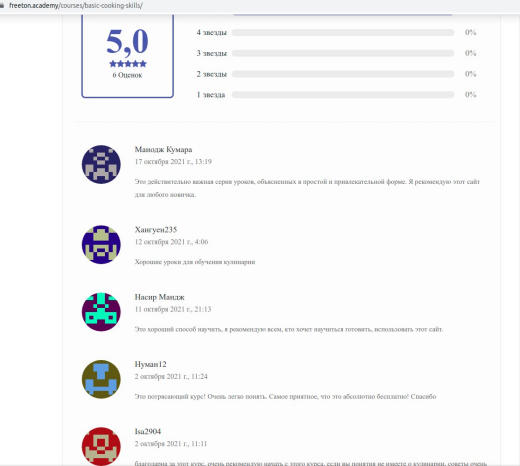 freeton.academy/courses/basic-cooking-skills/
5,0
6 Оценок
4 звезды 0%
3 звезды 0%
2 звезды 0%
1 звезда 0%
Манодж Кумара
17 октября 2021 г., 13:19
Это действительно важная серия уроков, объясненных в простой и привлекательной форме. Я рекомендую этот сайт
для любого новичка.
Хангуен235
12 октября 2021 г., 4:06
Хорошие уроки для обучения кулинарии
Насир Мандж
11 октября 2021 г., 21:13
Это хороший способ научить, я рекомендую всем, кто хочет научиться готовить, использовать этот сайт.
Нуман12
2 октября 2021 г., 11:24
Это потрясающий курс! Очень легко понять. Самое приятное, что это абсолютно бесплатно! Спасибо
Isa2904
2 октября 2021 г., 11:11
благодарна за этот курс, очень рекомендую начать с этого курса, если вы понятия не имеете о кулинарии, советы очень